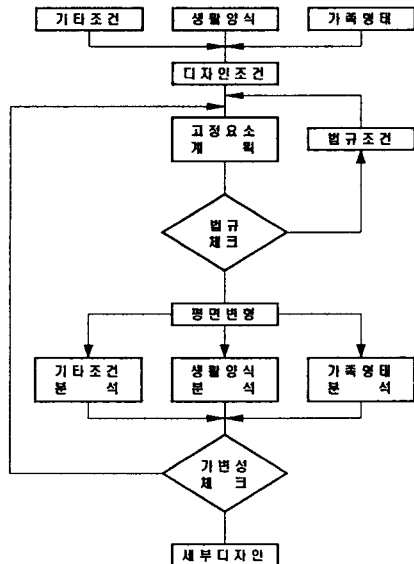 기타조건
생활양식
가족형태
디자인조건
고정요소
계 획
법규조건
법규
체크
평면변형
기타조건
분 석
생활양식
분 석
가족형태
분 석
가변성
체 크
세부디자인